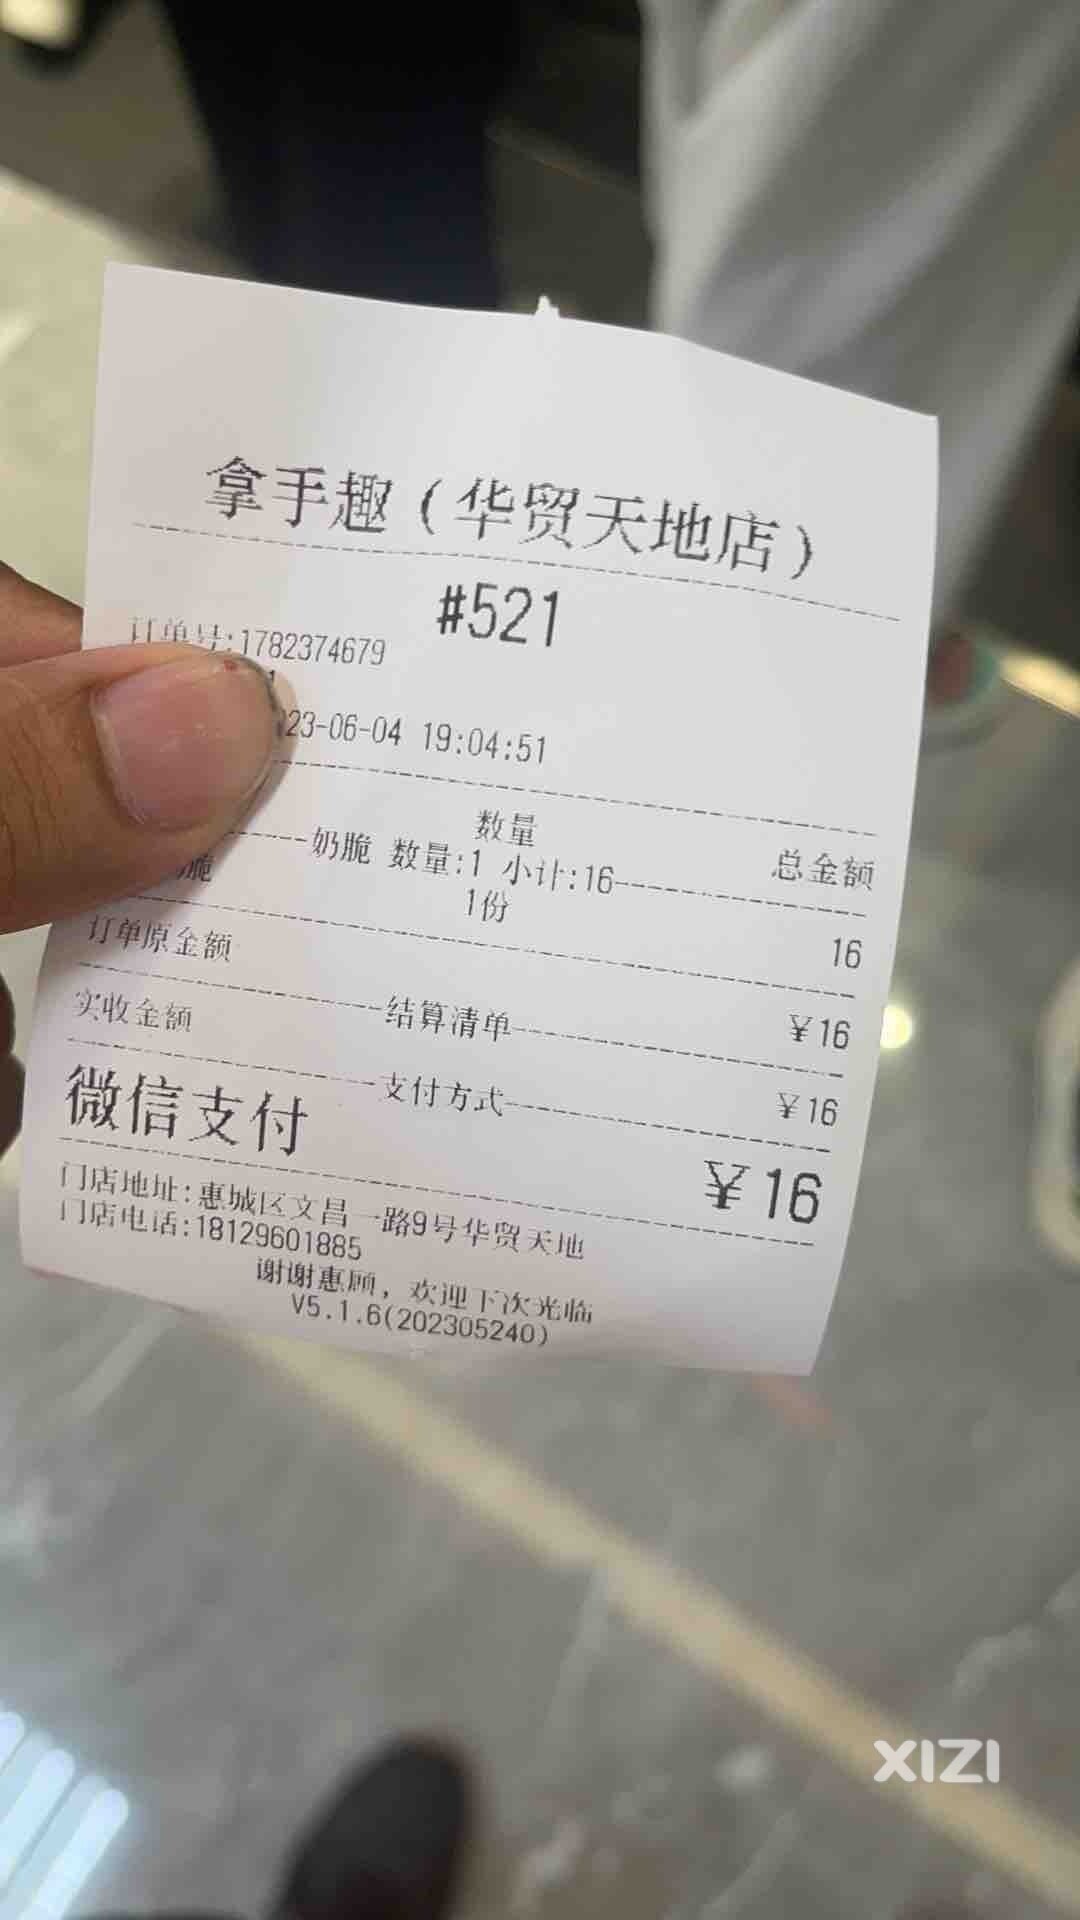 拿手趣（华贸天地店）
#521
订单号:1782374679
1
23-06-04 19:04:51
数量 总金额
奶脆 数量:1 小计:16
脆 1份 16
订单原金额 ¥16
结算清单
实收金额 ¥16
支付方式
微信支付 ¥16
门店地址:惠城区文昌一路9号华贸天地
门店电话:18129601885
谢谢惠顾，欢迎下次光临
V5.1.6(202305240)
XIZI